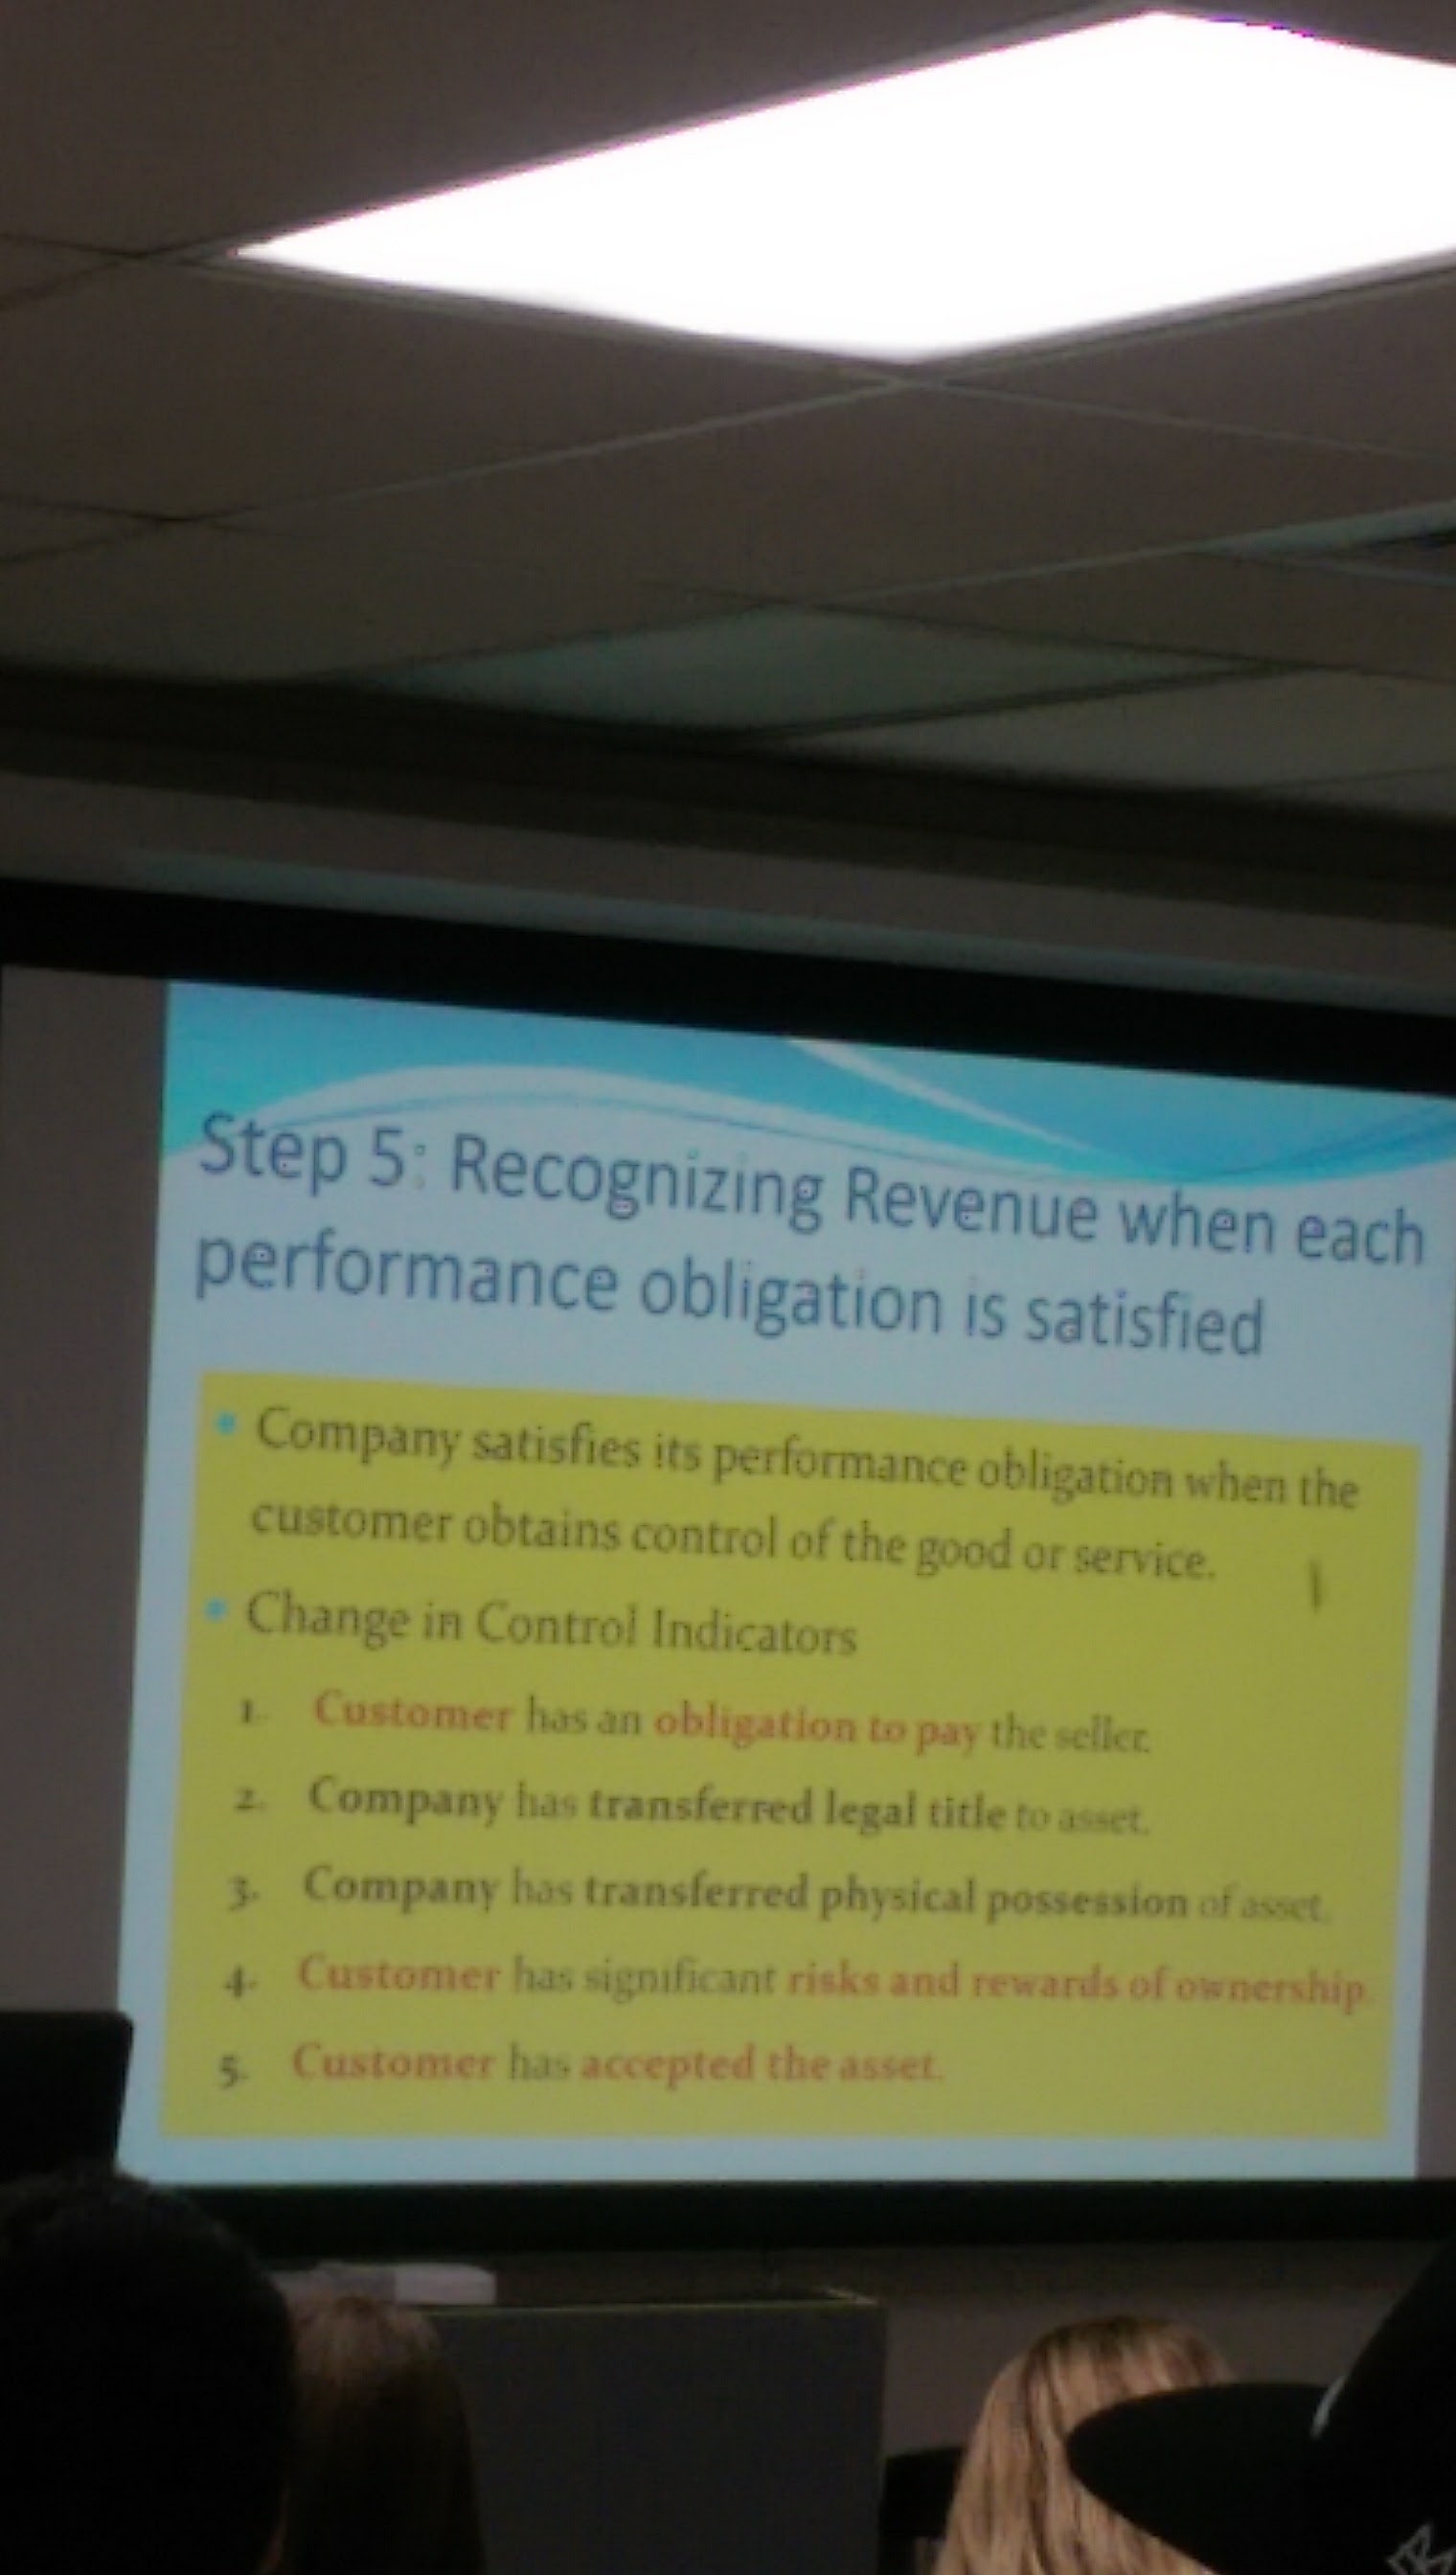 Step 5: Recognizing Revenue when each
performance obligation is satisfied
Company satisfies its performance obligation when the
customer obtains control of the good or service.
Change in Control Indicators
1. Customer has an obligation to pay the seller.
2. Company has transferred legal title to asset.
3. Company has transferred physical possession of asset.
4. Customer has significant risks and rewards of ownership.
5. Customer has accepted the asset.